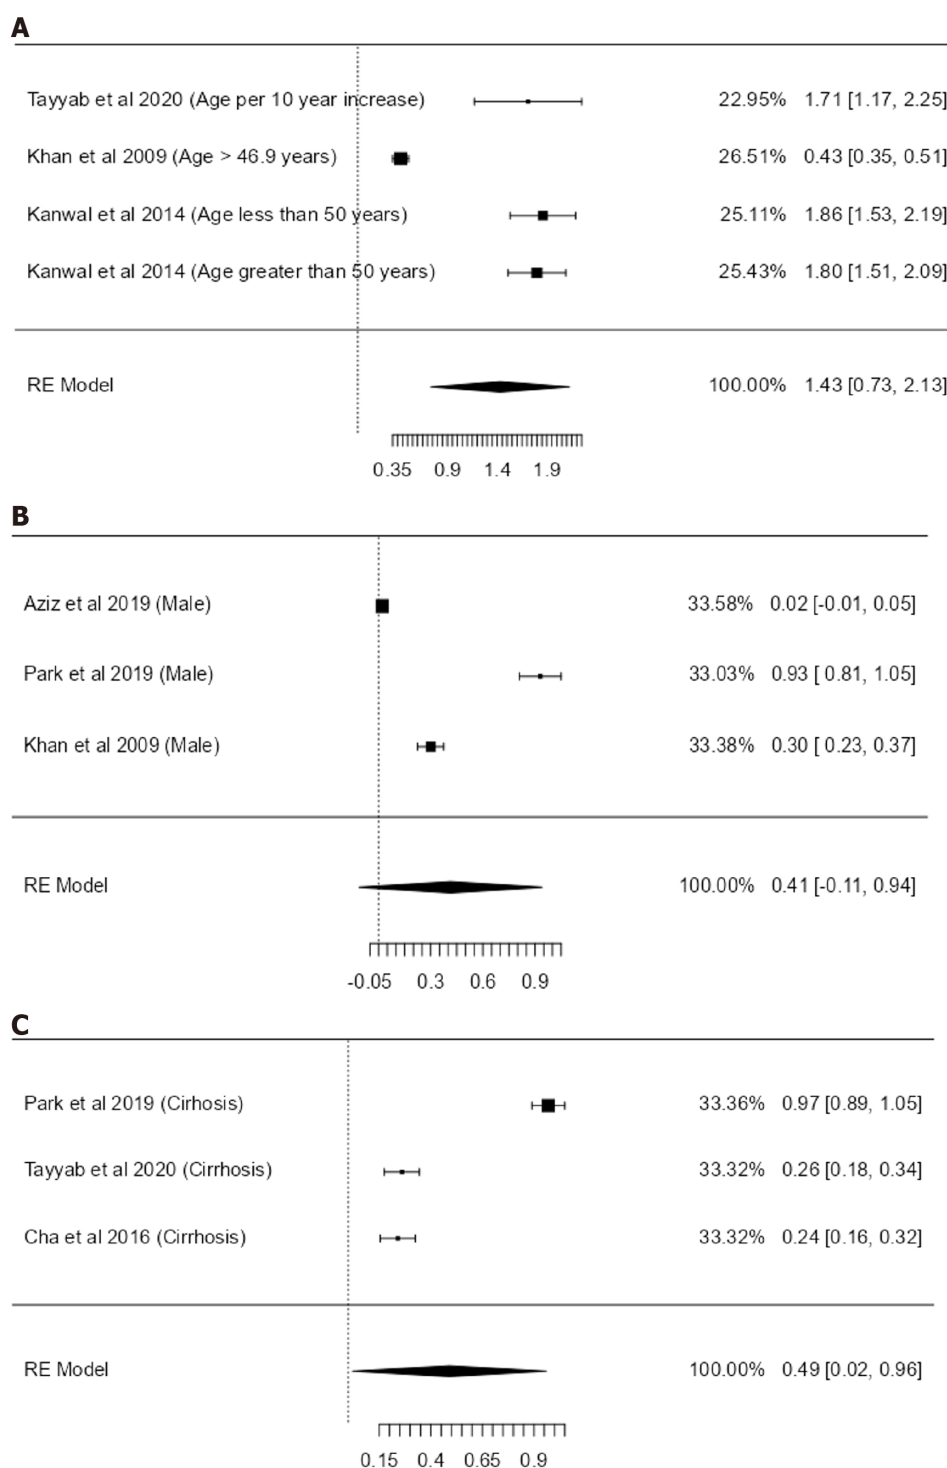 A
Tayyab et al 2020 (Age per 10 year increase) 22.95% 1.71 [1.17, 2.25]
Khan et al 2009 (Age > 46.9 years) 26.51% 0.43 [0.35, 0.51]
Kanwal et al 2014 (Age less than 50 years) 25.11% 1.86 [1.53, 2.19]
Kanwal et al 2014 (Age greater than 50 years) 25.43% 1.80 [1.51, 2.09]
RE Model 100.00% 1.43 [0.73, 2.13]
0.35 0.9 1.4 1.9
B
Aziz et al 2019 (Male) 33.58% 0.02 [-0.01, 0.05]
Park et al 2019 (Male) 33.03% 0.93 [ 0.81, 1.05]
Khan et al 2009 (Male) 33.38% 0.30 [ 0.23, 0.37]
RE Model 100.00% 0.41 [-0.11, 0.94]
-0.05 0.3 0.6 0.9
C
Park et al 2019 (Cirhosis) 33.36% 0.97 [0.89, 1.05]
Tayyab et al 2020 (Cirrhosis) 33.32% 0.26 [0.18, 0.34]
Cha et al 2016 (Cirrhosis) 33.32% 0.24 [0.16, 0.32]
RE Model 100.00% 0.49 [0.02, 0.96]
0.15 0.4 0.65 0.9